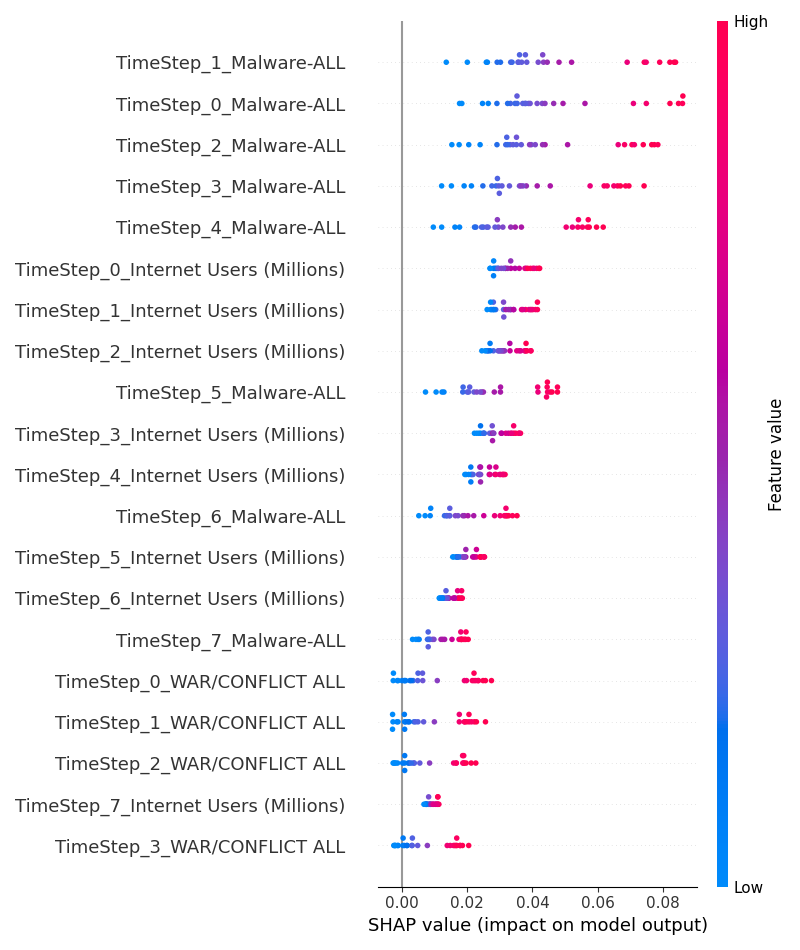 High
TimeStep_1_Malware-ALL
TimeStep_0_Malware-ALL
TimeStep_2_Malware-ALL
TimeStep_3_Malware-ALL
TimeStep_4_Malware-ALL
TimeStep_0_Internet Users (Millions)
TimeStep_1_Internet Users (Millions)
TimeStep_2_Internet Users (Millions)
TimeStep_5_Malware-ALL
TimeStep_3_Internet Users (Millions)
TimeStep_4_Internet Users (Millions)
TimeStep_6_Malware-ALL
TimeStep_5_Internet Users (Millions)
TimeStep_6_Internet Users (Millions)
TimeStep_7_Malware-ALL
TimeStep_0_WAR/CONFLICT ALL
TimeStep_1_WAR/CONFLICT ALL
TimeStep_2_WAR/CONFLICT ALL
TimeStep_7_Internet Users (Millions)
TimeStep_3_WAR/CONFLICT ALL
Feature value
Low
0.00 0.02 0.04 0.06 0.08
SHAP value (impact on model output)